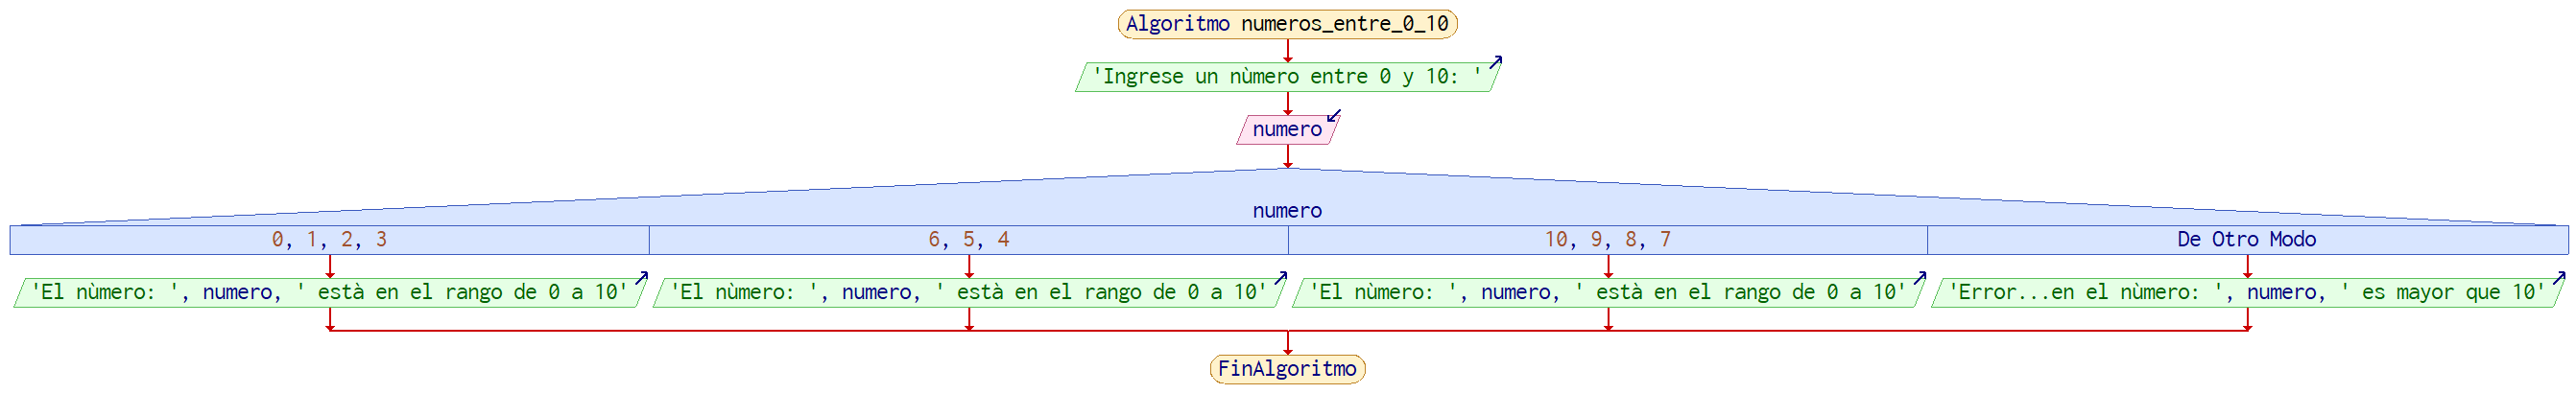 Algoritmo numeros_entre_0_10
'Ingrese un nùmero entre 0 y 10: '
numero
numero
0, 1, 2, 3
6, 5, 4
10, 9, 8, 7
De Otro Modo
'El nùmero: ', numero, ' està en el rango de 0 a 10'
'El nùmero: ', numero, ' està en el rango de 0 a 10'
'El nùmero: ', numero, ' està en el rango de 0 a 10'
'Error...en el nùmero: ', numero, ' es mayor que 10'
FinAlgoritmo